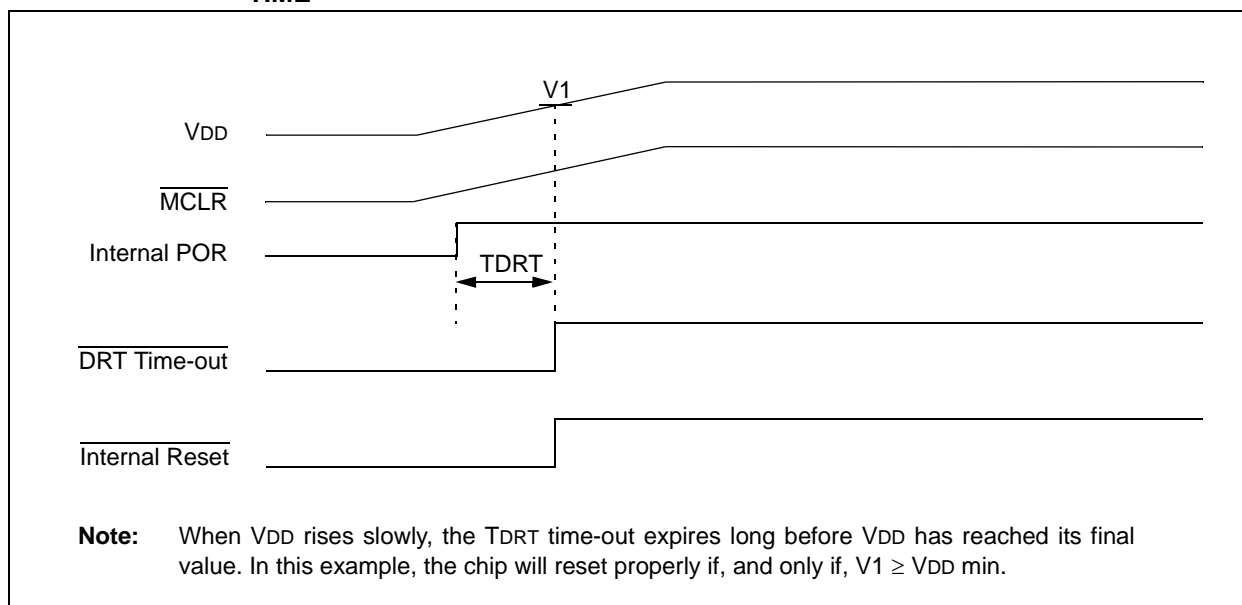 V1
VDD
MCLR
Internal POR
TDRT
DRT Time-out
Internal Reset
Note: When VDD rises slowly, the TDRT time-out expires long before VDD has reached its final
value. In this example, the chip will reset properly if, and only if, V1 ≥ VDD min.